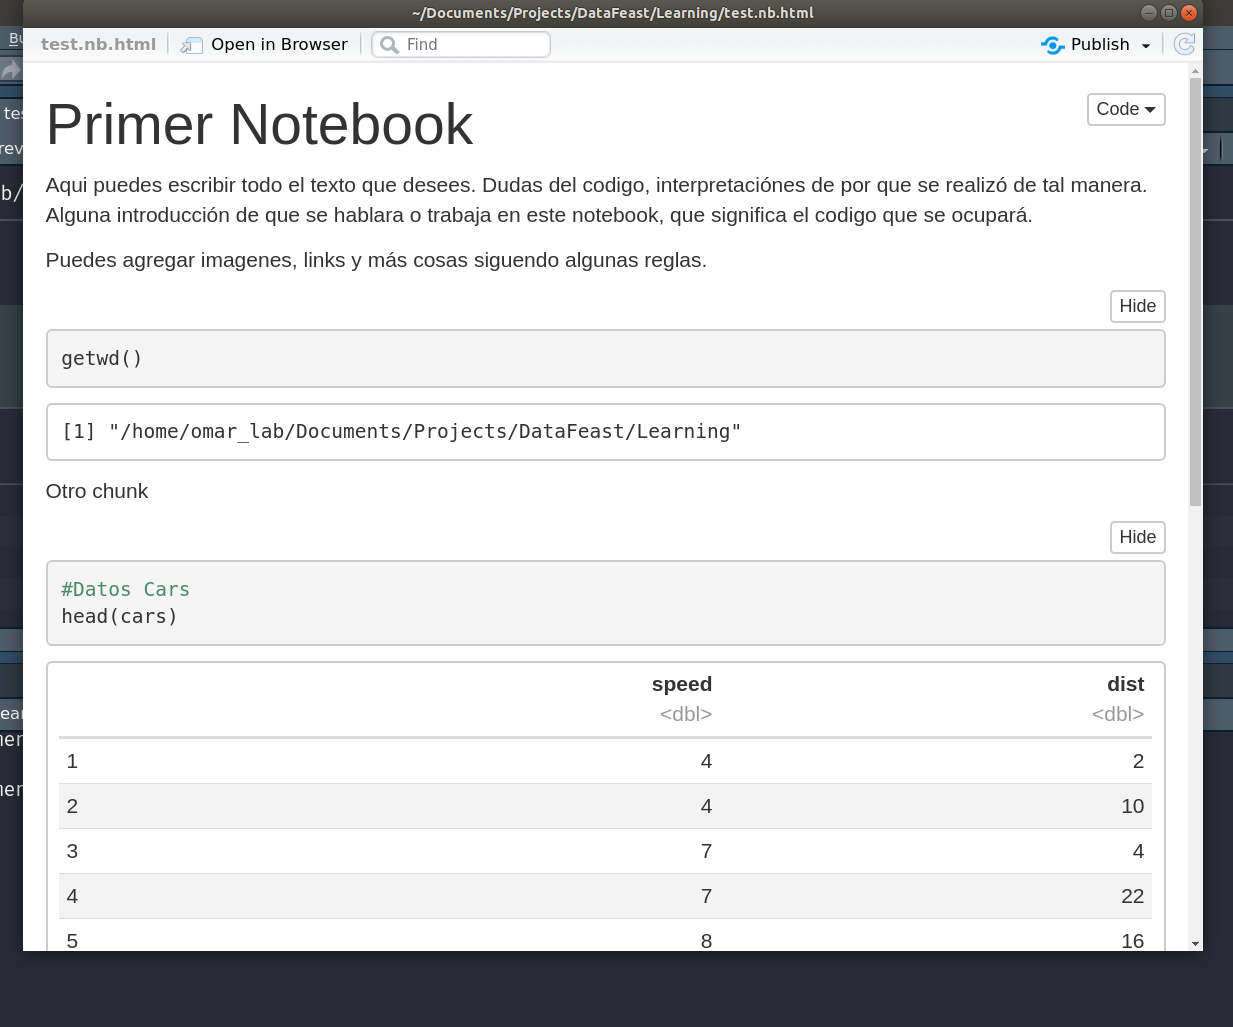 ~/Documents/Projects/DataFeast/Learning/test.nb.html
test.nb.html Open in Browser Find Publish
Primer Notebook
Code
Aqui puedes escribir todo el texto que desees. Dudas del codigo, interpretaciónes de por que se realizó de tal manera.
Alguna introducción de que se hablara o trabaja en este notebook, que significa el codigo que se ocupará.
Puedes agregar imagenes, links y más cosas siguendo algunas reglas.
Hide
getwd()
[1] "/home/omar_lab/Documents/Projects/DataFeast/Learning"
Otro chunk
Hide
#Datos Cars
head(cars)
speed dist
<dbl> <dbl>
1 4 2
2 4 10
3 7 4
4 7 22
5 8 16